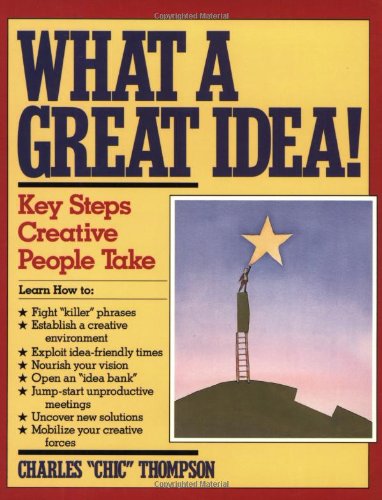 WHAT A
GREAT IDEA!
Key Steps
Creative
People Take
Learn How to:
★ Fight "killer" phrases
★ Establish a creative
environment
★ Exploit idea-friendly times
★ Nourish your vision
★ Open an "idea bank"
★ Jump-start unproductive
meetings
★ Uncover new solutions
★ Mobilize your creative
forces
CHARLES "CHIC" THOMPSON